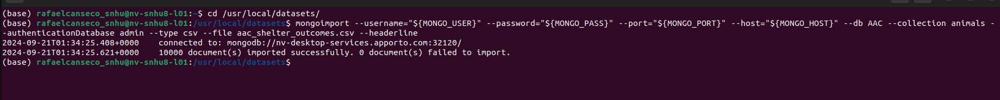 (base) rafaelcanseco_snhu@nv-snhu8-l01:~$ cd /usr/local/datasets/
(base) rafaelcanseco_snhu@nv-snhu8-l01:/usr/local/datasets$ mongoimport --username="${MONGO_USER}" --password="${MONGO_PASS}" --port="${MONGO_PORT}" --host="${MONGO_HOST}" --db AAC --collection animals -
-authenticationDatabase admin --type csv --file aac_shelter_outcomes.csv --headerline
2024-09-21T01:34:25.408+0000    connected to: mongodb://nv-desktop-services.apporto.com:32120/
2024-09-21T01:34:25.621+0000    10000 document(s) imported successfully. 0 document(s) failed to import.
(base) rafaelcanseco_snhu@nv-snhu8-l01:/usr/local/datasets$